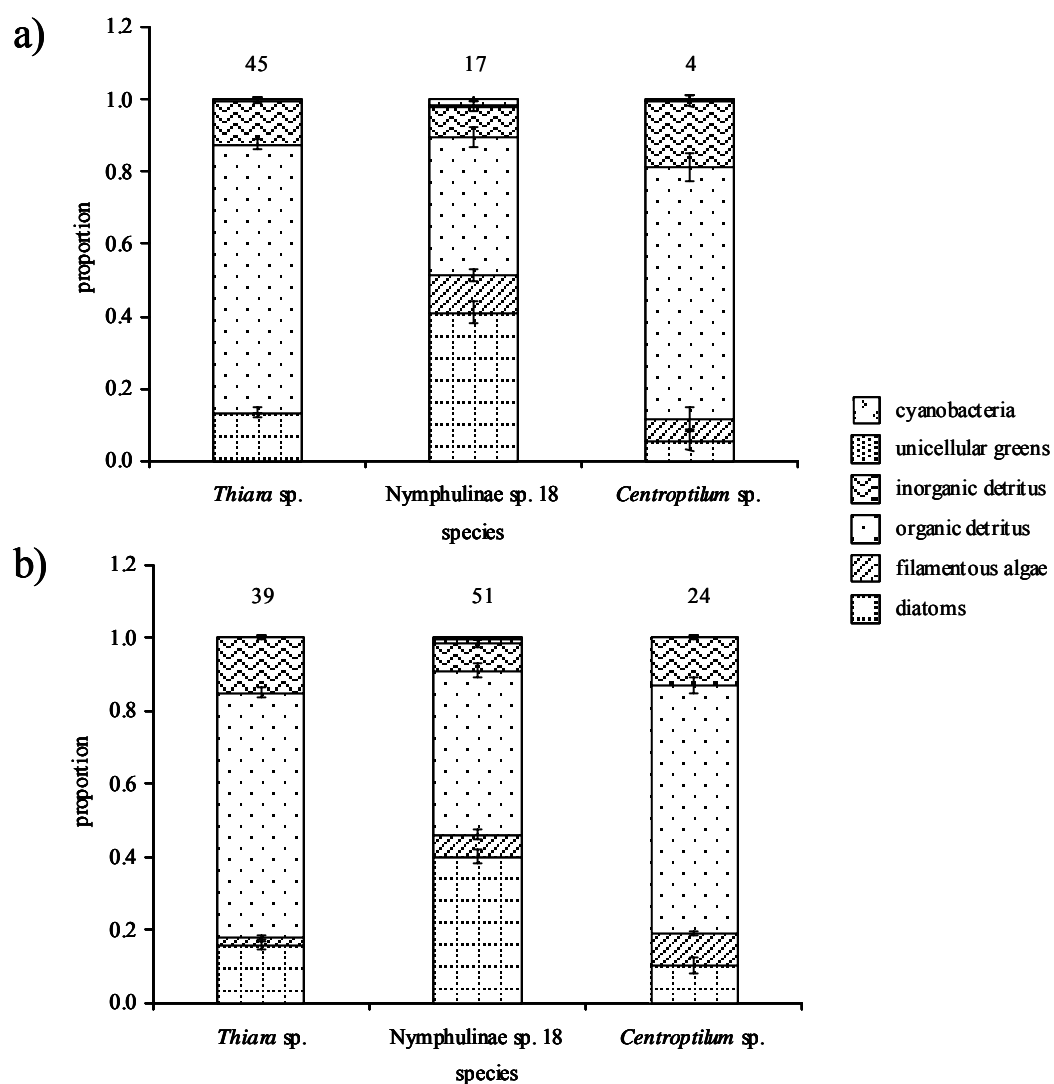 a)
1.2
1.0
0.8
0.6
0.4
0.2
0.0
proportion
45
17
4
Thiara sp.
Nymphulinae sp. 18
Centroptilum sp.
species
cyanobacteria
unicellular greens
inorganic detritus
organic detritus
filamentous algae
diatoms
b)
1.2
1.0
0.8
0.6
0.4
0.2
0.0
proportion
39
51
24
Thiara sp.
Nymphulinae sp. 18
Centroptilum sp.
species